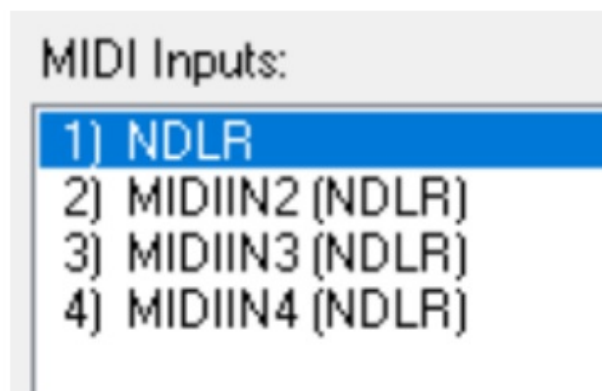 MIDI Inputs:
1) NDLR
2) MIDIIN2 (NDLR)
3) MIDIIN3 (NDLR)
4) MIDIIN4 (NDLR)